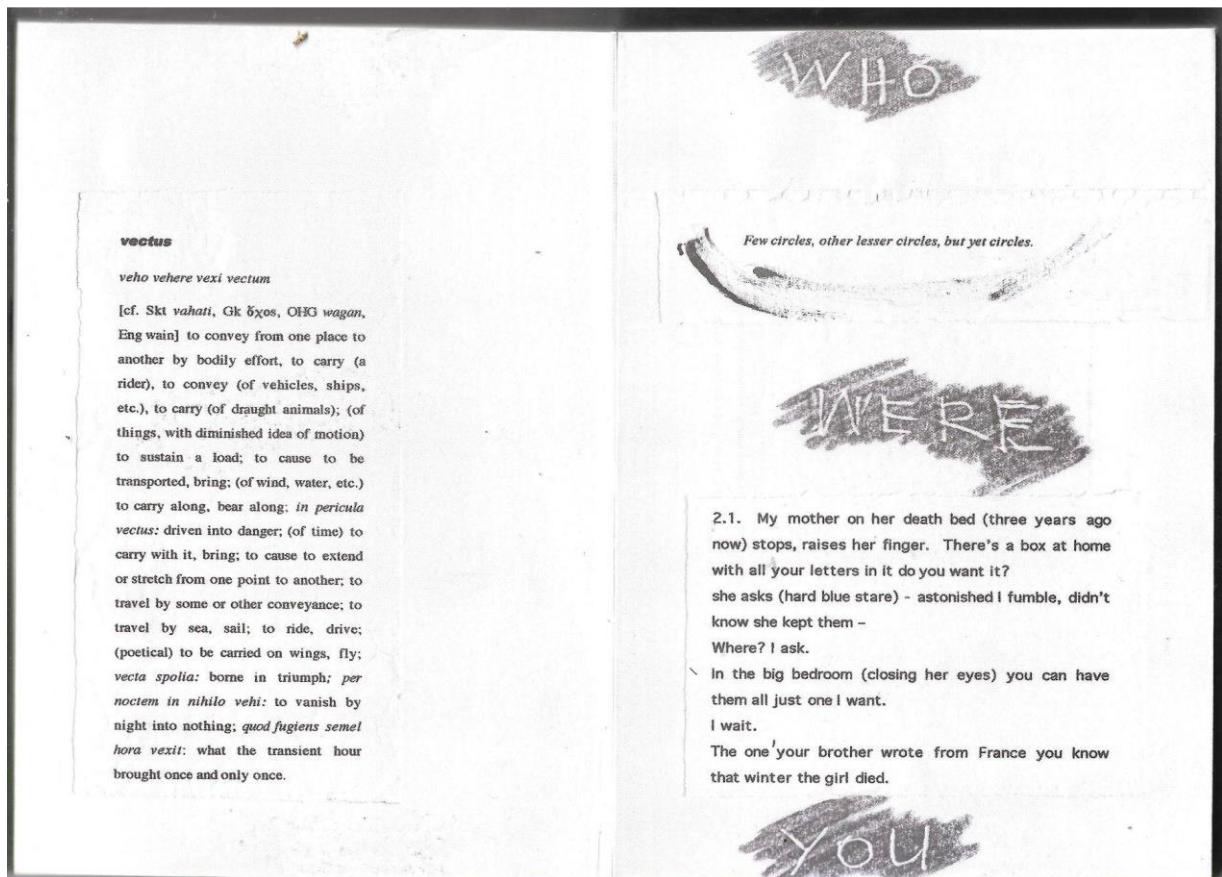 vectus
veho vehere vexi vectum
[cf. Skt vahati, Gk ὄχος, OHG wagan,
Eng wain] to convey from one place to
another by bodily effort, to carry (a
rider), to convey (of vehicles, ships,
etc.), to carry (of draught animals); (of
things, with diminished idea of motion)
to sustain a load; to cause to be
transported, bring; (of wind, water, etc.)
to carry along, bear along; in pericula
vectus: driven into danger; (of time) to
carry with it, bring; to cause to extend
or stretch from one point to another; to
travel by some or other conveyance; to
travel by sea, sail; to ride, drive;
(poetical) to be carried on wings, fly;
vecta spolia: borne in triumph; per
noctem in nihilo vehi: to vanish by
night into nothing; quod fugiens semel
hora vexit: what the transient hour
brought once and only once.
WHO
Few circles, other lesser circles, but yet circles.
WERE
2.1. My mother on her death bed (three years ago
now) stops, raises her finger. There's a box at home
with all your letters in it do you want it?
she asks (hard blue stare) - astonished I fumble, didn't
know she kept them –
Where? I ask.
In the big bedroom (closing her eyes) you can have
them all just one I want.
I wait.
The one your brother wrote from France you know
that winter the girl died.
YOU